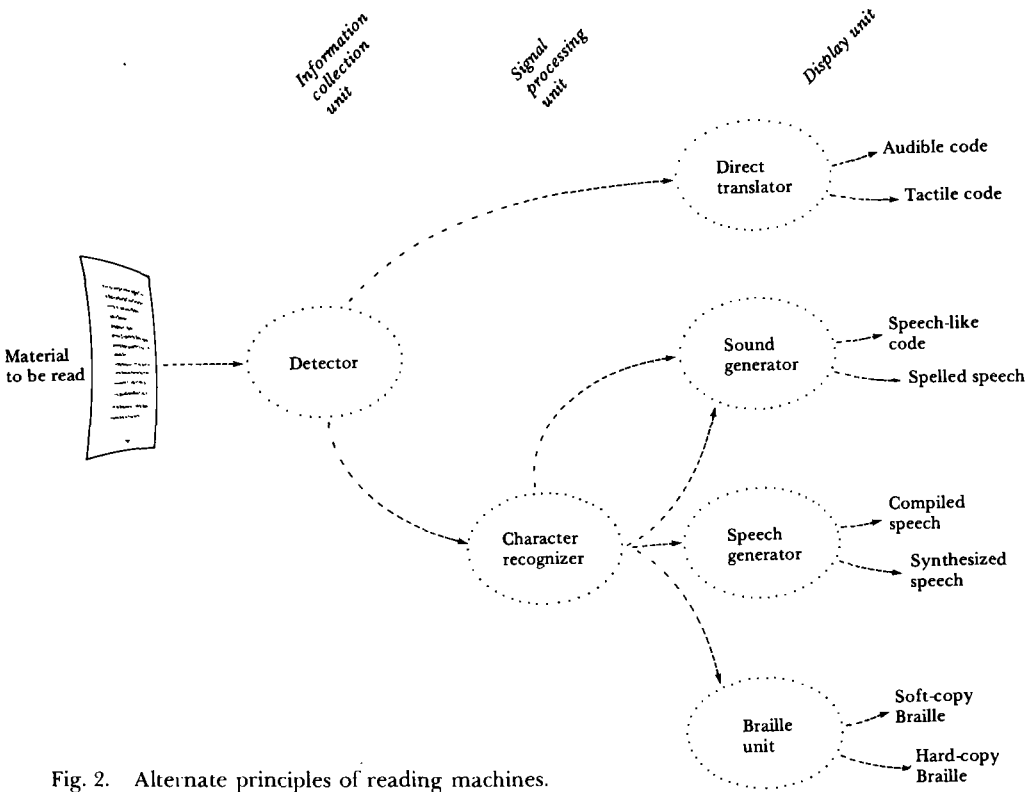 Information
collection
unit
Signal
processing
unit
Display unit
Direct
translator
Audible code
Tactile code
Material
to be read
Detector
Sound
generator
Speech-like
code
Spelled speech
Character
recognizer
Speech
generator
Compiled
speech
Synthesized
speech
Braille
unit
Soft-copy
Braille
Hard-copy
Braille
Fig. 2. Alternate principles of reading machines.